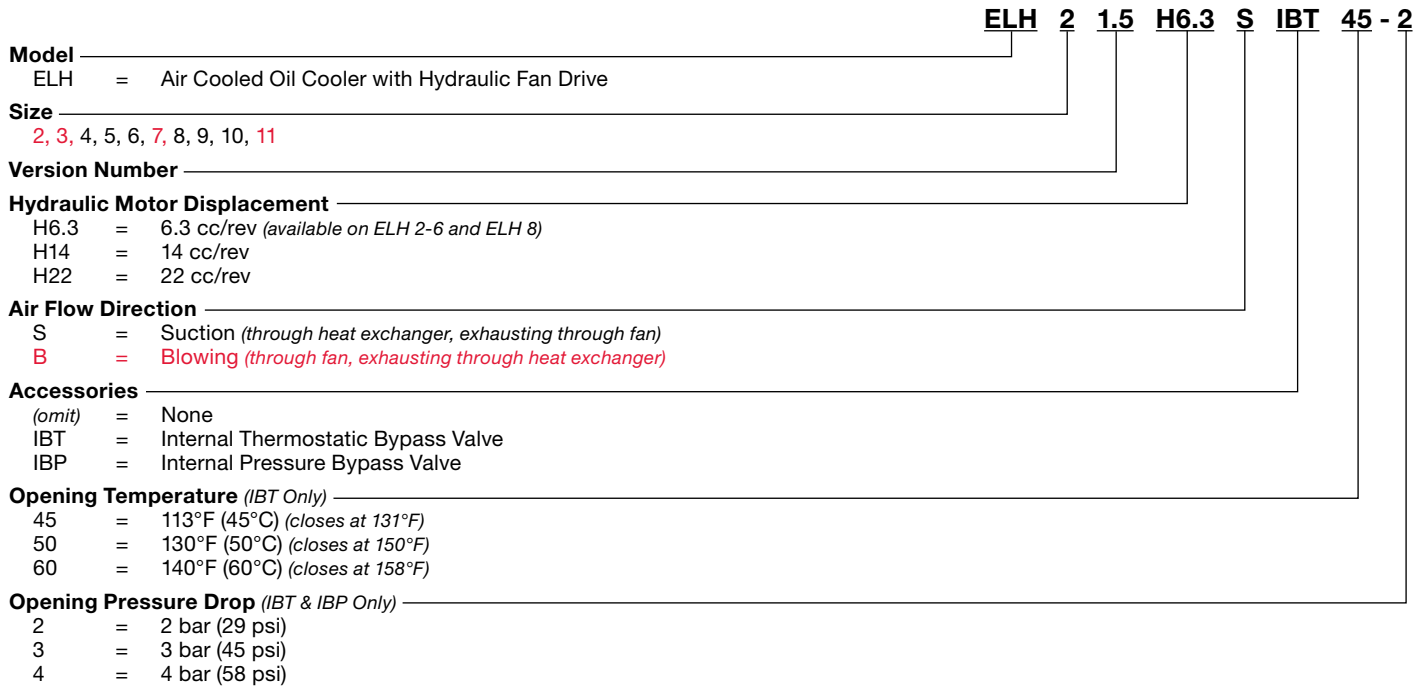 ELH 2 1.5 H6.3 S IBT 45 - 2
Model
ELH = Air Cooled Oil Cooler with Hydraulic Fan Drive
Size
2, 3, 4, 5, 6, 7, 8, 9, 10, 11
Version Number
Hydraulic Motor Displacement
H6.3 = 6.3 cc/rev (available on ELH 2-6 and ELH 8)
H14 = 14 cc/rev
H22 = 22 cc/rev
Air Flow Direction
S = Suction (through heat exchanger, exhausting through fan)
B = Blowing (through fan, exhausting through heat exchanger)
Accessories
(omit) = None
IBT = Internal Thermostatic Bypass Valve
IBP = Internal Pressure Bypass Valve
Opening Temperature (IBT Only)
45 = 113°F (45°C) (closes at 131°F)
50 = 130°F (50°C) (closes at 150°F)
60 = 140°F (60°C) (closes at 158°F)
Opening Pressure Drop (IBT & IBP Only)
2 = 2 bar (29 psi)
3 = 3 bar (45 psi)
4 = 4 bar (58 psi)